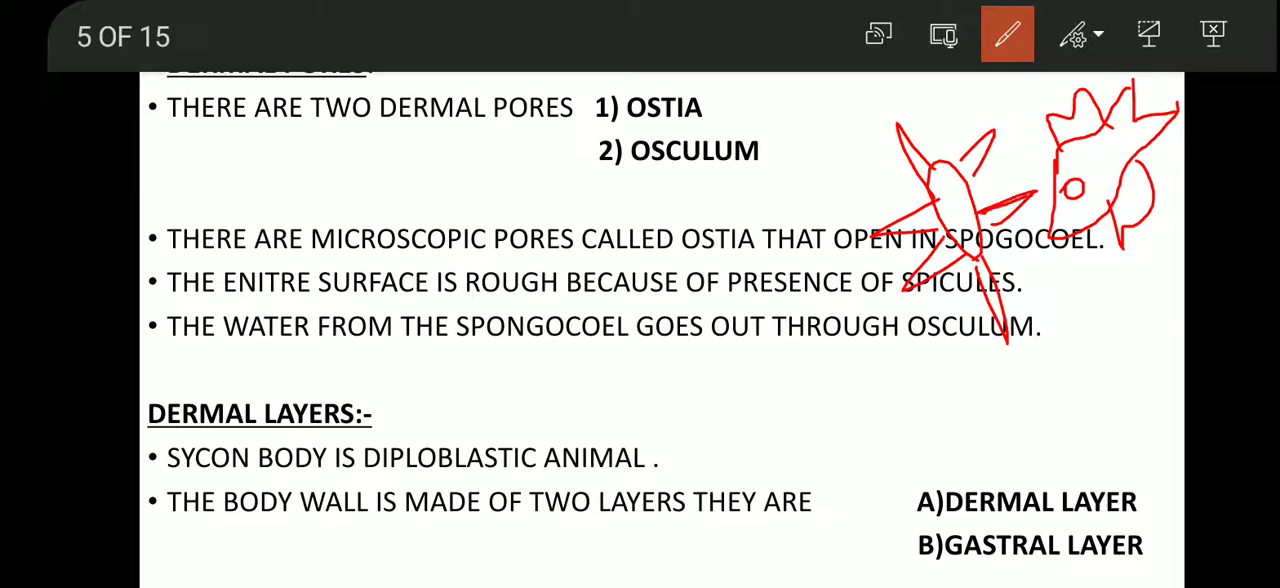 5 OF 15
• THERE ARE TWO DERMAL PORES 1) OSTIA
2) OSCULUM
• THERE ARE MICROSCOPIC PORES CALLED OSTIA THAT OPEN IN SPOGOCOEL.
• THE ENITRE SURFACE IS ROUGH BECAUSE OF PRESENCE OF SPICULES.
• THE WATER FROM THE SPONGOCOEL GOES OUT THROUGH OSCULUM.
DERMAL LAYERS:-
• SYCON BODY IS DIPLOBLASTIC ANIMAL .
• THE BODY WALL IS MADE OF TWO LAYERS THEY ARE A)DERMAL LAYER
B)GASTRAL LAYER